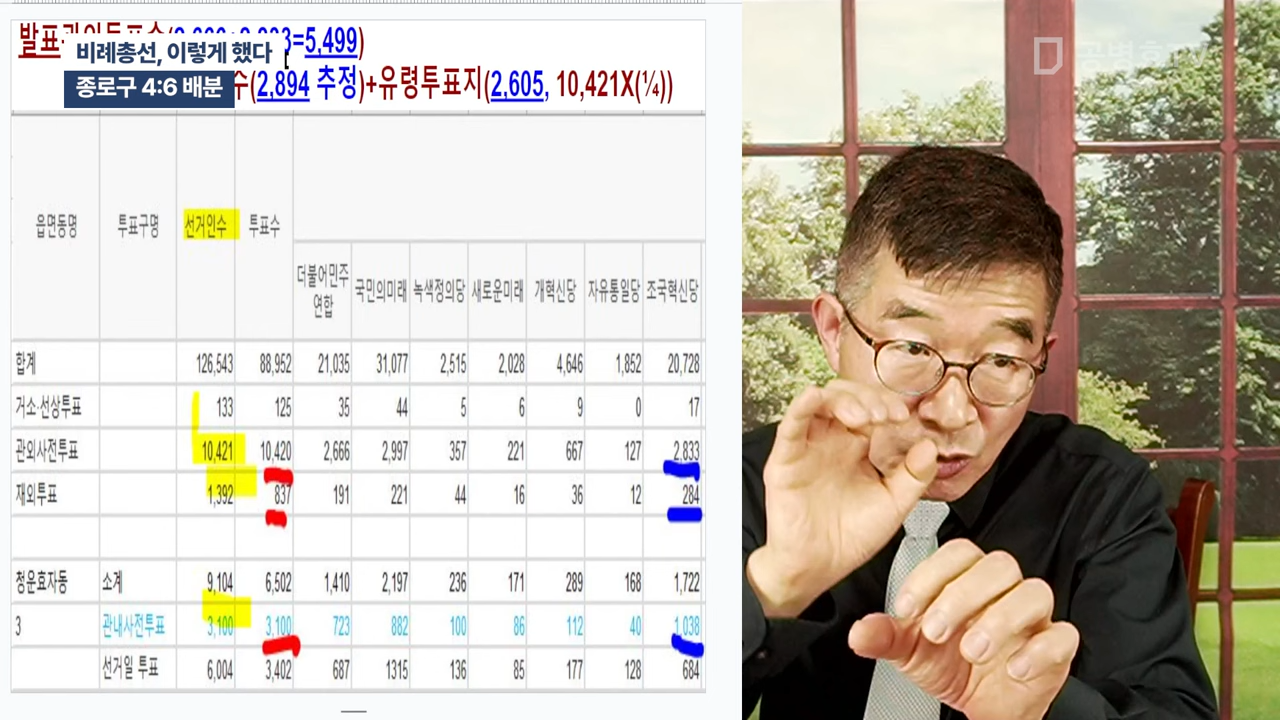 발표
=5,499)
비례총선, 이렇게 했다
종로구 4:6 배분
수(2,894 추정)+유령투표지(2,605, 10,421X(¼))
공병호TV
읍면동명 투표구명 선거인수 투표수
더불어민주연합 국민의미래 녹색정의당 새로운미래 개혁신당 자유통일당 조국혁신당
합계 126,543 88,952 21,035 31,077 2,515 2,028 4,646 1,852 20,728
거소·선상투표 133 125 35 44 5 6 9 0 17
관외사전투표 10,421 10,420 2,666 2,997 357 221 667 127 2,833
재외투표 1,392 837 191 221 44 16 36 12 284
청운효자동 소계 9,104 6,502 1,410 2,197 236 171 289 168 1,722
3 관내사전투표 3,100 3,100 723 882 100 86 112 40 1,038
선거일 투표 6,004 3,402 687 1315 136 85 177 128 684